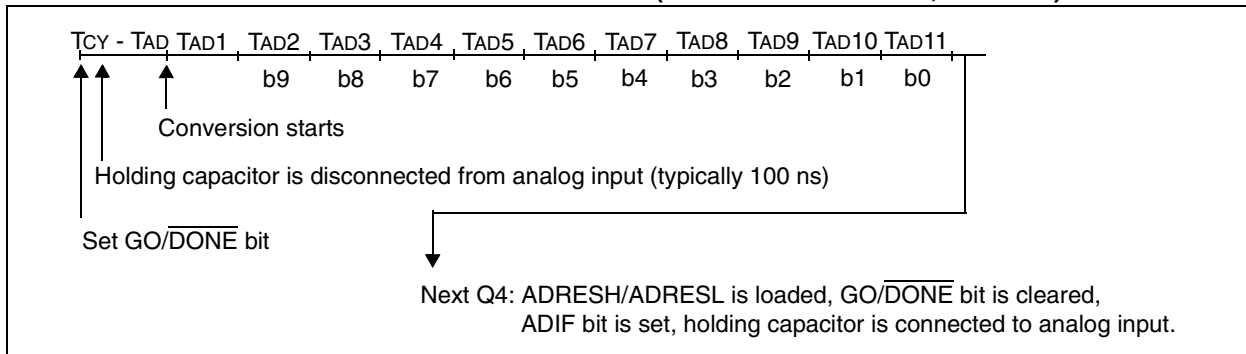 TCY - TAD TAD1 TAD2 TAD3 TAD4 TAD5 TAD6 TAD7 TAD8 TAD9 TAD10 TAD11
b9 b8 b7 b6 b5 b4 b3 b2 b1 b0
Conversion starts
Holding capacitor is disconnected from analog input (typically 100 ns)
Set GO/DONE bit
Next Q4: ADRESH/ADRESL is loaded, GO/DONE bit is cleared,
ADIF bit is set, holding capacitor is connected to analog input.